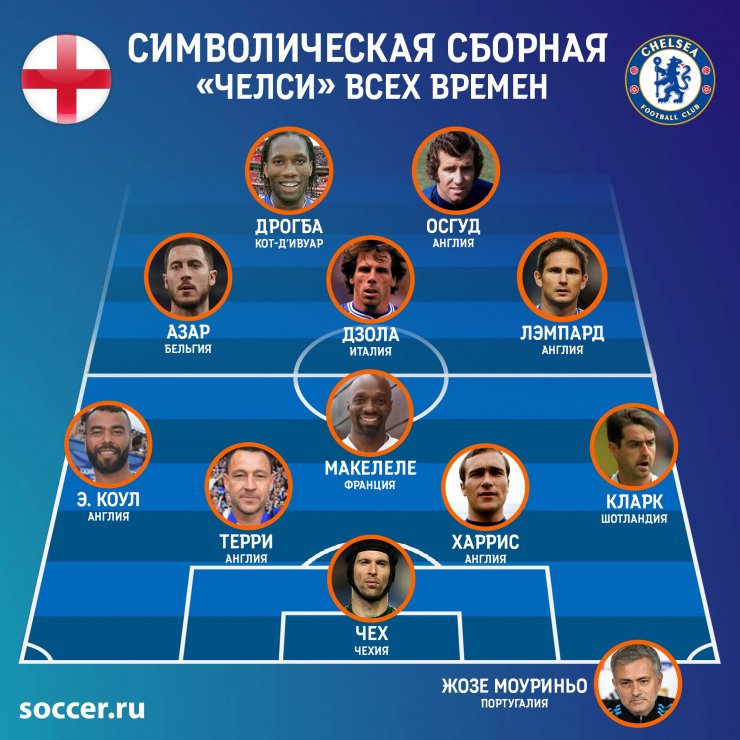 СИМВОЛИЧЕСКАЯ СБОРНАЯ
«ЧЕЛСИ» ВСЕХ ВРЕМЕН
CHELSEA
FOOTBALL CLUB
ДРОГБА
КОТ-Д'ИВУАР
ОСГУД
АНГЛИЯ
АЗАР
БЕЛЬГИЯ
ДЗОЛА
ИТАЛИЯ
ЛЭМПАРД
АНГЛИЯ
МАКЕЛЕЛЕ
ФРАНЦИЯ
Э. КОУЛ
АНГЛИЯ
ТЕРРИ
АНГЛИЯ
ХАРРИС
АНГЛИЯ
КЛАРК
ШОТЛАНДИЯ
ЧЕХ
ЧЕХИЯ
ЖОЗЕ МОУРИНЬО
ПОРТУГАЛИЯ
soccer.ru